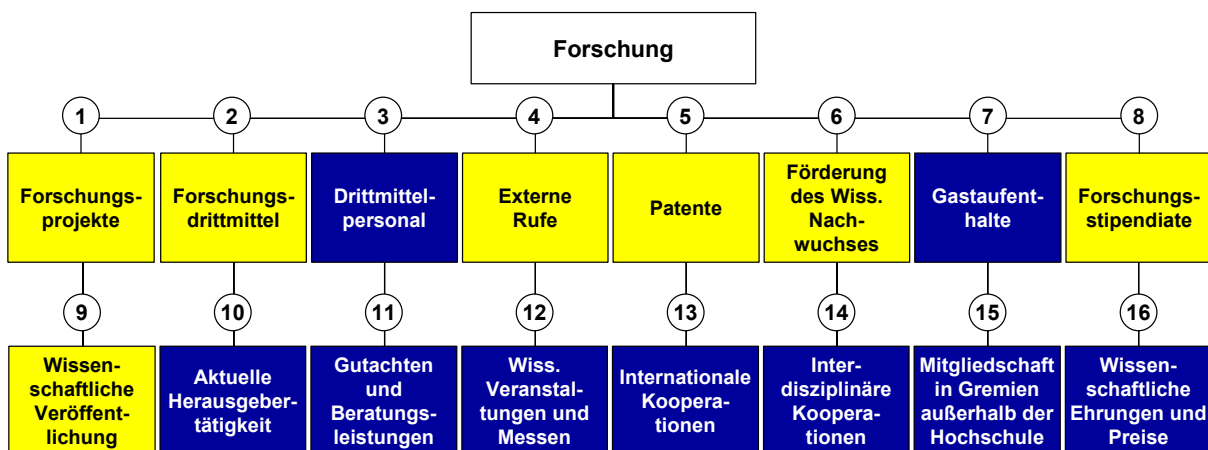 Forschung
1
2
3
4
5
6
7
8
Forschungs-
projekte
Forschungs-
drittmittel
Drittmittel-
personal
Externe
Rufe
Patente
Förderung
des Wiss.
Nach-
wuchses
Gastaufent-
halte
Forschungs-
stipendiate
9
10
11
12
13
14
15
16
Wissen-
schaftliche
Veröffent-
lichung
Aktuelle
Herausgeber-
tätigkeit
Gutachten
und
Beratungs-
leistungen
Wiss.
Veranstal-
tungen und
Messen
Internationale
Koopera-
tionen
Inter-
disziplinäre
Koopera-
tionen
Mitgliedschaft
in Gremien
außerhalb der
Hochschule
Wissen-
schaftliche
Ehrungen und
Preise